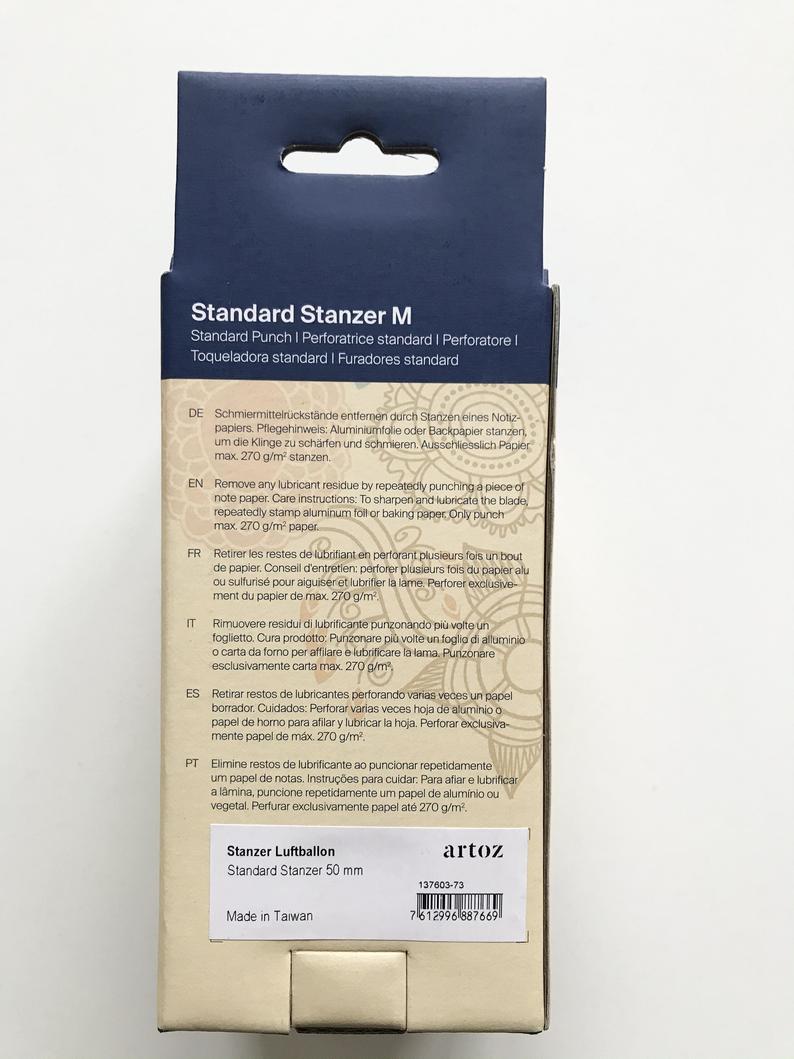 Standard Stanzer M
Standard Punch | Perforatrice standard | Perforatore |
Toqueladora standard | Furadores standard
DE Schmiermittelrückstände entfernen durch Stanzen eines Notiz-
papiers. Pflegehinweis: Aluminiumfolie oder Backpapier stanzen,
um die Klinge zu schärfen und schmieren. Ausschliesslich Papier
max. 270 g/m² stanzen.
EN Remove any lubricant residue by repeatedly punching a piece of
note paper. Care instructions: To sharpen and lubricate the blade,
repeatedly stamp aluminum foil or baking paper. Only punch
max. 270 g/m² paper.
FR Retirer les restes de lubrifiant en perforant plusieurs fois un bout
de papier. Conseil d'entretien: perforer plusieurs fois du papier alu
ou sulfurisé pour aiguiser et lubrifier la lame. Perforer exclusive-
ment du papier de max. 270 g/m².
IT Rimuovere residui di lubrificante punzonando più volte un
foglietto. Cura prodotto: Punzonare più volte un foglio di alluminio
o carta da forno per affilare e lubrificare la lama. Punzonare
esclusivamente carta max. 270 g/m².
ES Retirar restos de lubricantes perforando varias veces un papel
borrador. Cuidados: Perforar varias veces hoja de aluminio o
papel de horno para afilar y lubricar la hoja. Perforar exclusiva-
mente papel de máx. 270 g/m².
PT Elimine restos de lubrificante ao puncionar repetidamente
um papel de notas. Instruções para cuidar: Para afiar e lubrificar
a lâmina, puncione repetidamente um papel de alumínio ou
vegetal. Perfurar exclusivamente papel até 270 g/m².
Stanzer Luftballon artoz
Standard Stanzer 50 mm
137603-73
Made in Taiwan
7 612996 887669